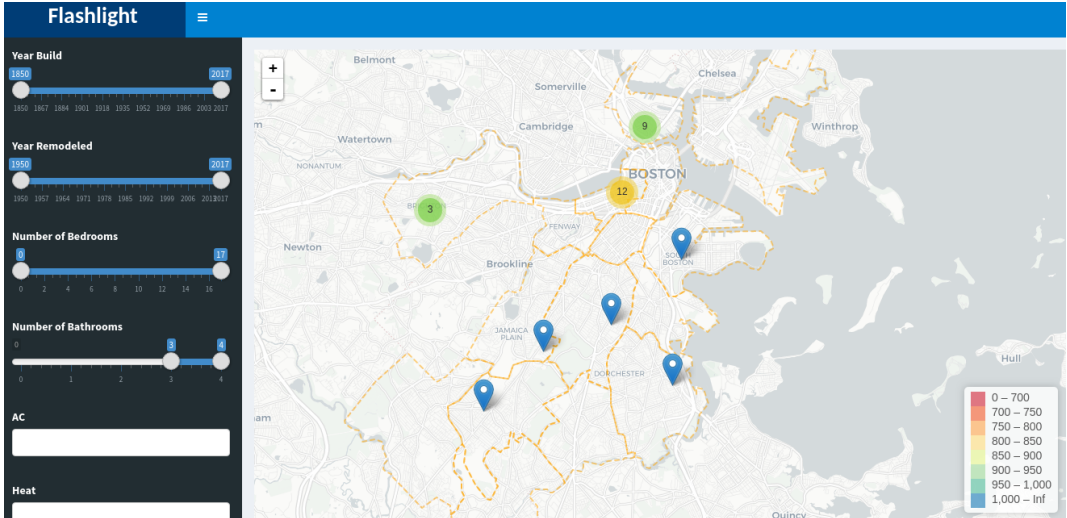 Flashlight
Year Build
1850 2017
1850 1867 1884 1901 1918 1935 1952 1969 1986 2003 2017
Year Remodeled
1950 2017
1950 1957 1964 1971 1978 1985 1992 1999 2006 2013 2017
Number of Bedrooms
0 17
0 2 4 6 8 10 12 14 16
Number of Bathrooms
0 3 4
0 1 2 3 4
AC
Heat
+
-
Belmont
Chelsea
Somerville
9
Cambridge
Winthrop
Watertown
NONANTUM
BOSTON
12
3
FENWAY
Newton
SOUTH
BOSTON
Brookline
JAMAICA
PLAIN
Hull
DORCHESTER
Quincy
0 – 700
700 – 750
750 – 800
800 – 850
850 – 900
900 – 950
950 – 1,000
1,000 – Inf